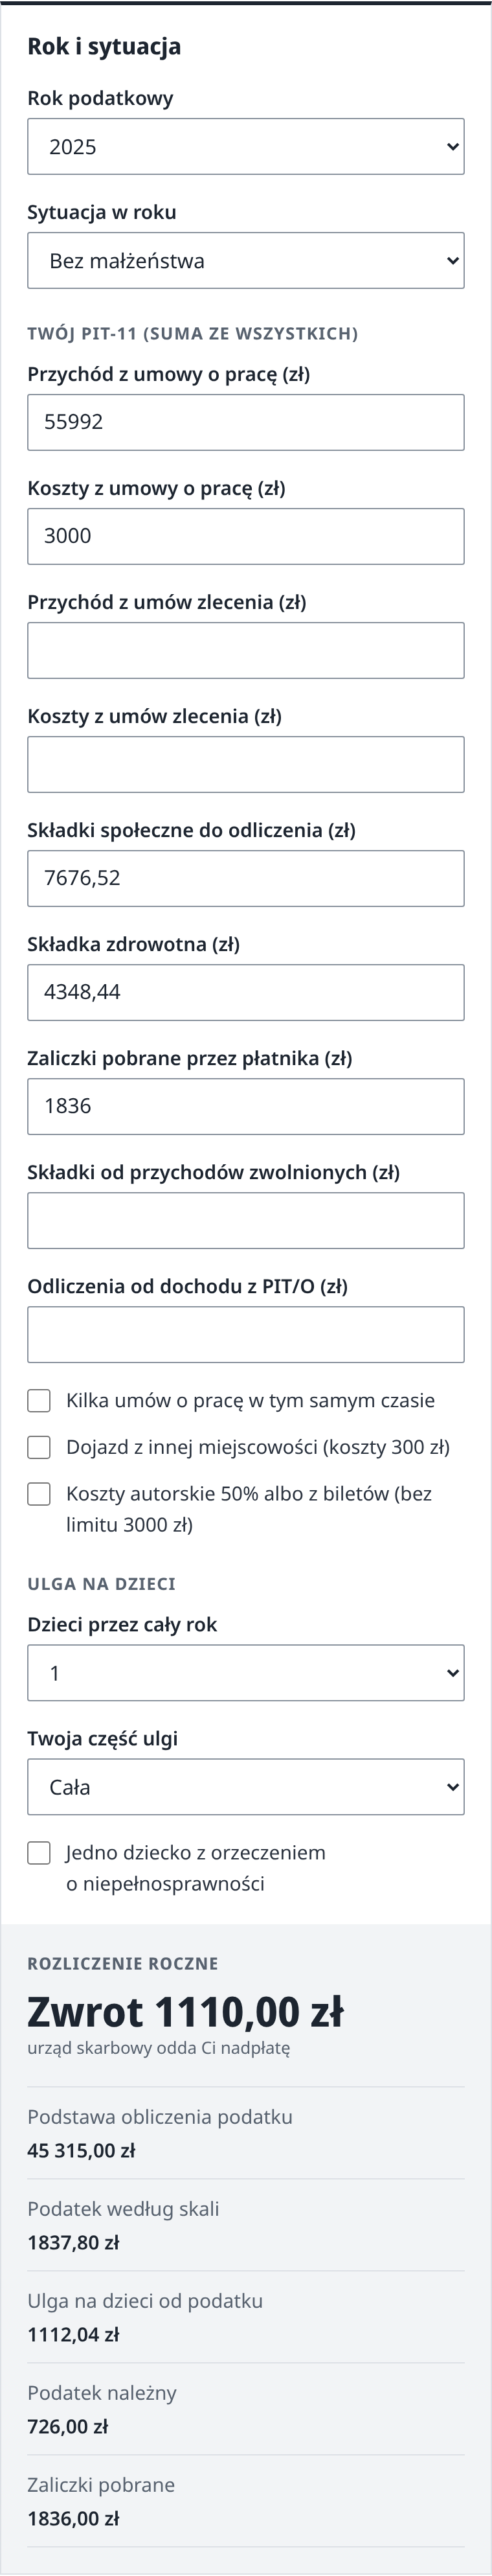 Rok i sytuacja
Rok podatkowy
2025
Sytuacja w roku
Bez małżeństwa
TWÓJ PIT-11 (SUMA ZE WSZYSTKICH)
Przychód z umowy o pracę (zł)
55992
Koszty z umowy o pracę (zł)
3000
Przychód z umów zlecenia (zł)
Koszty z umów zlecenia (zł)
Składki społeczne do odliczenia (zł)
7676,52
Składka zdrowotna (zł)
4348,44
Zaliczki pobrane przez płatnika (zł)
1836
Składki od przychodów zwolnionych (zł)
Odliczenia od dochodu z PIT/O (zł)
Kilka umów o pracę w tym samym czasie
Dojazd z innej miejscowości (koszty 300 zł)
Koszty autorskie 50% albo z biletów (bez
limitu 3000 zł)
ULGA NA DZIECI
Dzieci przez cały rok
1
Twoja część ulgi
Cała
Jedno dziecko z orzeczeniem
o niepełnosprawności
ROZLICZENIE ROCZNE
Zwrot 1110,00 zł
urząd skarbowy odda Ci nadpłatę
Podstawa obliczenia podatku
45 315,00 zł
Podatek według skali
1837,80 zł
Ulga na dzieci od podatku
1112,04 zł
Podatek należny
726,00 zł
Zaliczki pobrane
1836,00 zł